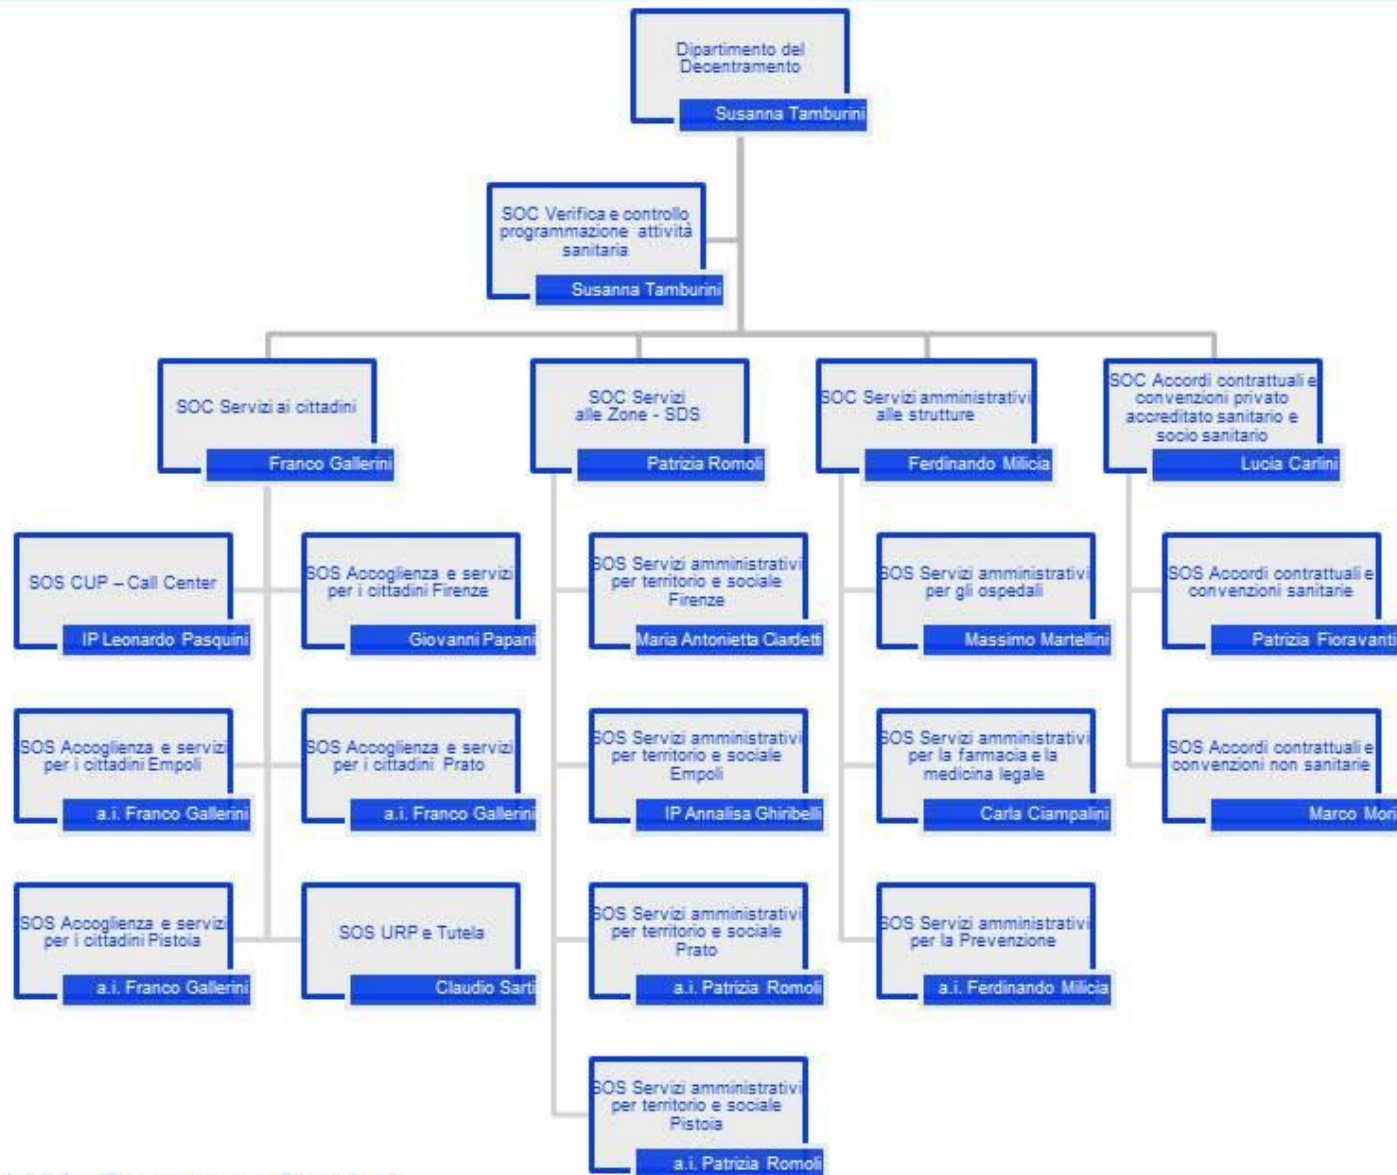 Dipartimento del
Decentramento
Susanna Tamburini
SOC Verifica e controllo
programmazione attività
sanitaria
Susanna Tamburini
SOC Servizi ai cittadini
Franco Gallerini
SOC Servizi
alle Zone - SDS
Patrizia Romoli
SOC Servizi amministrativi
alle strutture
Ferdinando Milicia
SOC Accordi contrattuali e
convenzioni privato
accreditato sanitario e
socio sanitario
Lucia Carlini
SOS CUP – Call Center
IP Leonardo Pasquini
SOS Accoglienza e servizi
per i cittadini Firenze
Giovanni Papani
SOS Servizi amministrativi
per territorio e sociale
Firenze
Maria Antonietta Ciardetti
SOS Servizi amministrativi
per gli ospedali
Massimo Martellini
SOS Accordi contrattuali e
convenzioni sanitarie
Patrizia Fioravanti
SOS Accoglienza e servizi
per i cittadini Empoli
a.i. Franco Gallerini
SOS Accoglienza e servizi
per i cittadini Prato
a.i. Franco Gallerini
SOS Servizi amministrativi
per territorio e sociale
Empoli
IP Annalisa Ghiribelli
SOS Servizi amministrativi
per la farmacia e la
medicina legale
Carla Ciampalini
SOS Accordi contrattuali e
convenzioni non sanitarie
Marco Mori
SOS Accoglienza e servizi
per i cittadini Pistoia
a.i. Franco Gallerini
SOS URP e Tutela
Claudio Sarti
SOS Servizi amministrativi
per territorio e sociale
Prato
a.i. Patrizia Romoli
SOS Servizi amministrativi
per la Prevenzione
a.i. Ferdinando Milicia
SOS Servizi amministrativi
per territorio e sociale
Pistoia
a.i. Patrizia Romoli